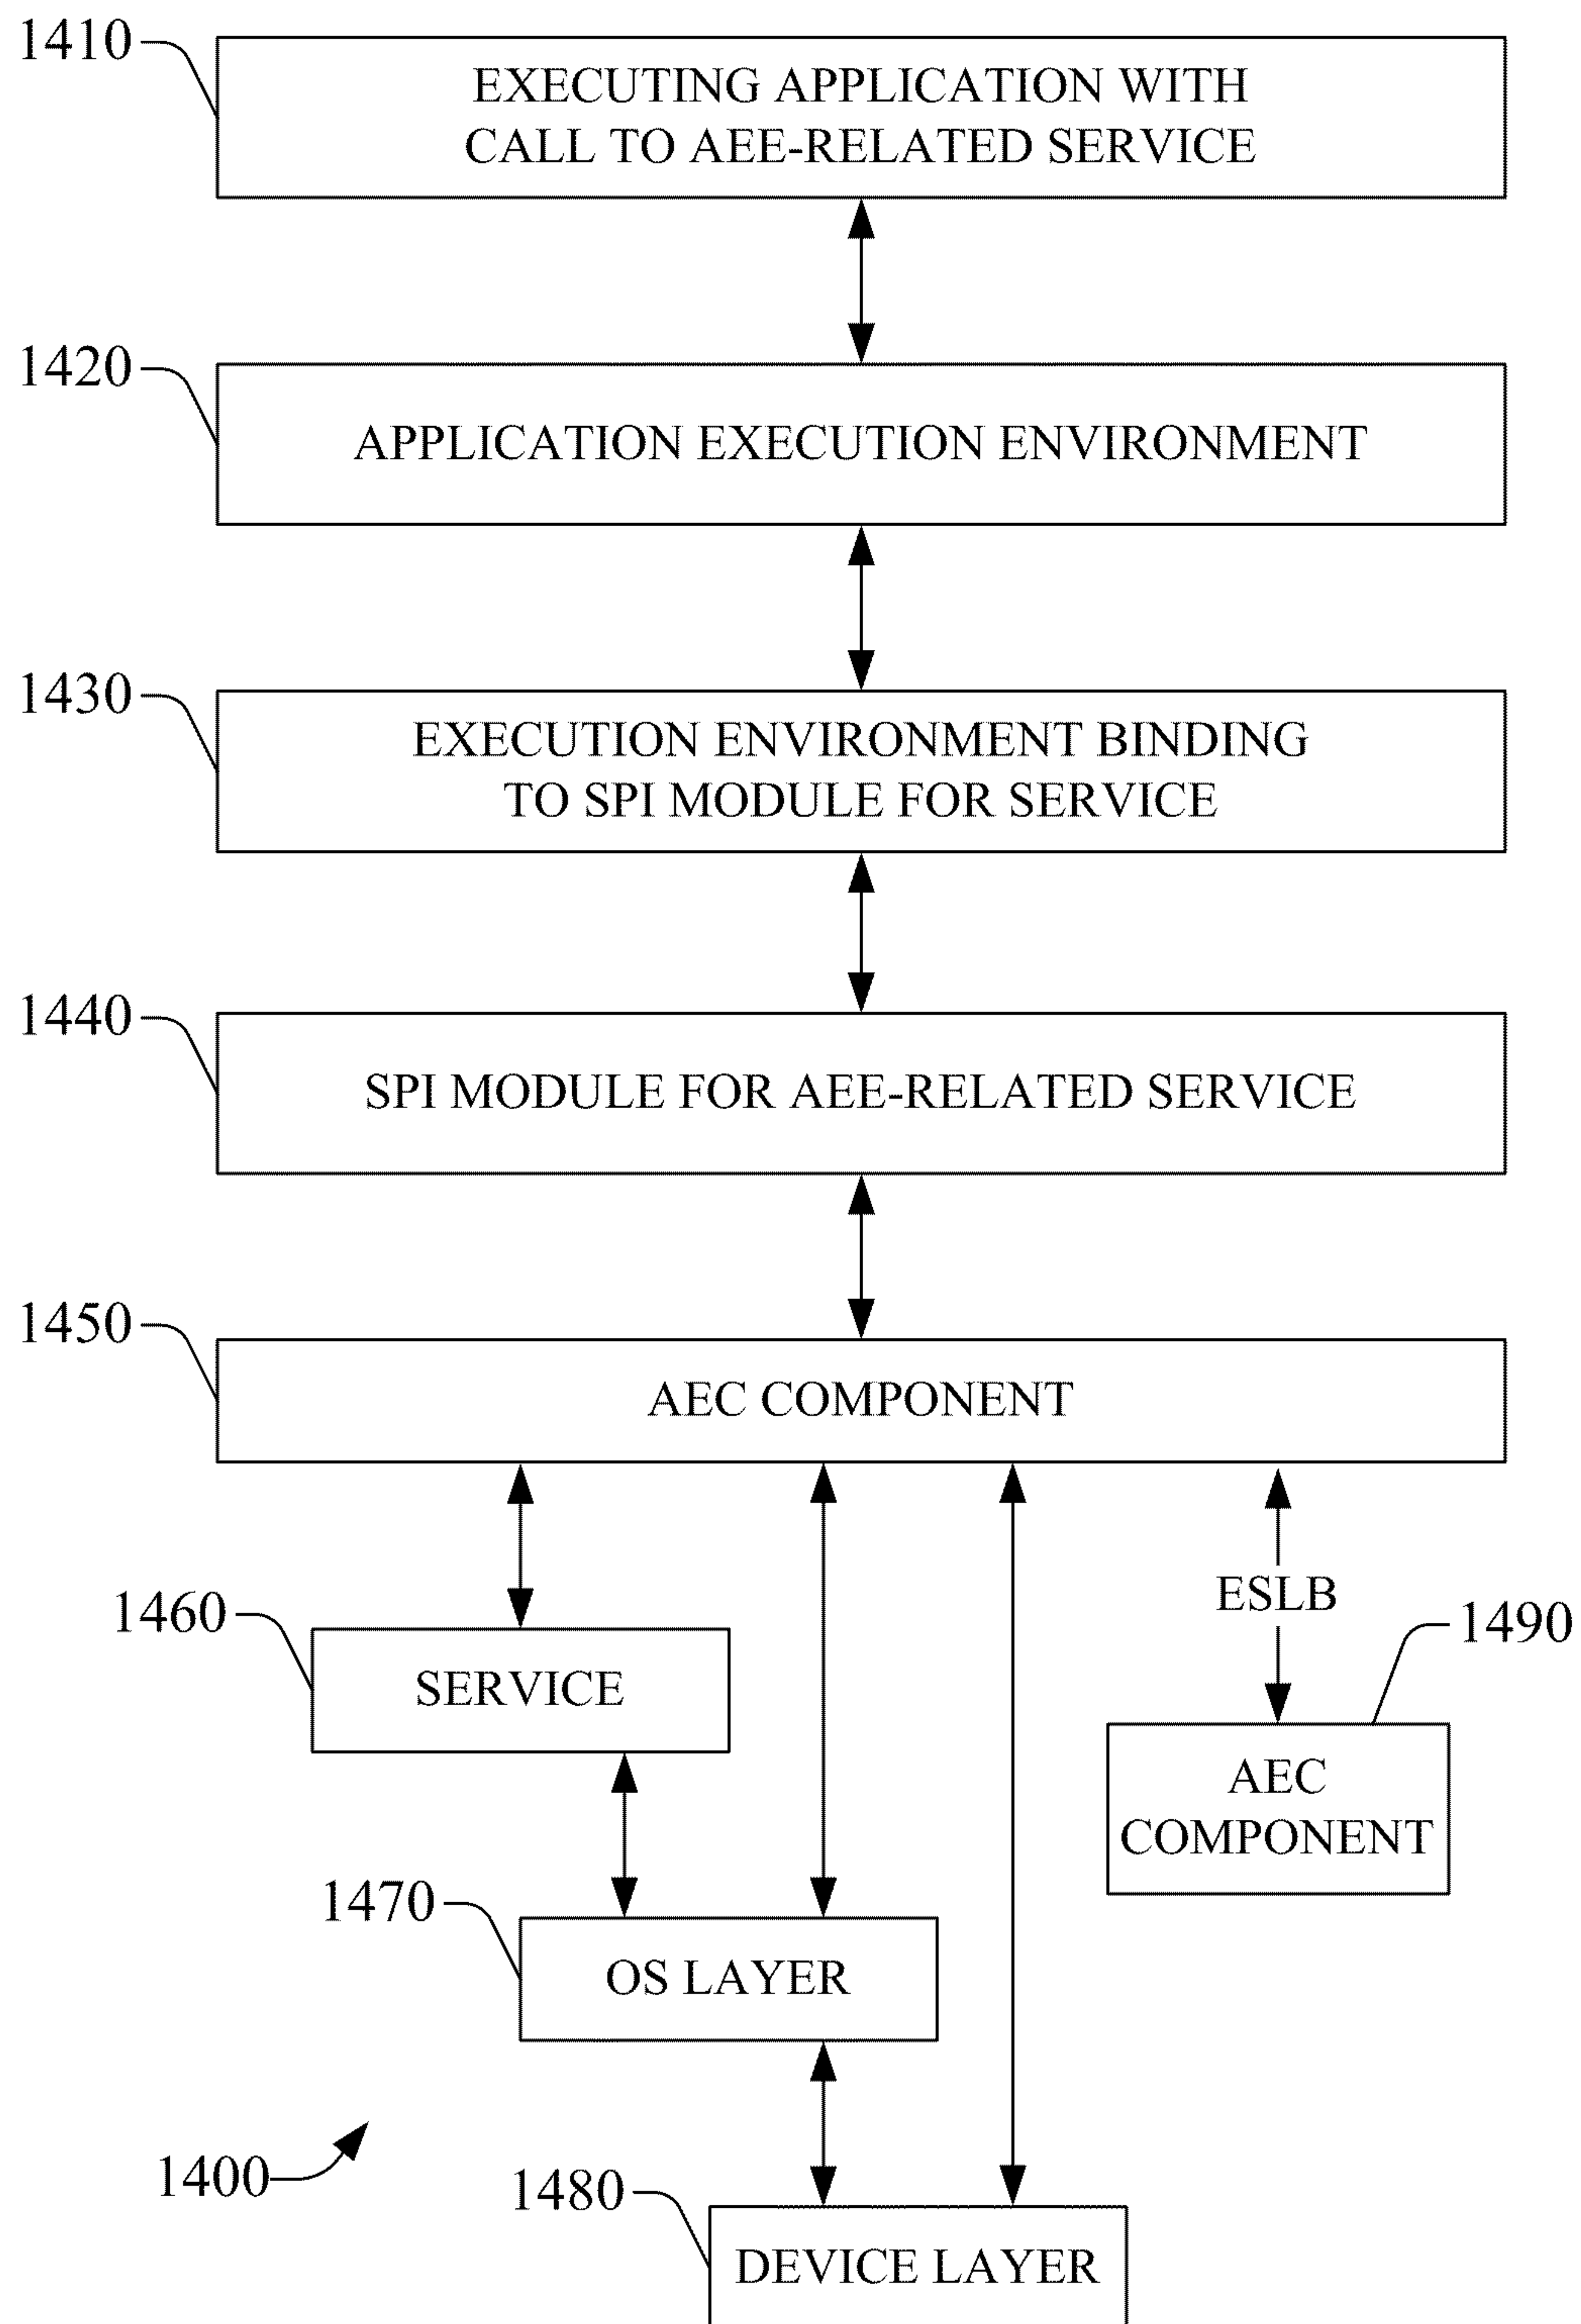 1410
EXECUTING APPLICATION WITH
CALL TO AEE-RELATED SERVICE
1420
APPLICATION EXECUTION ENVIRONMENT
1430
EXECUTION ENVIRONMENT BINDING
TO SPI MODULE FOR SERVICE
1440
SPI MODULE FOR AEE-RELATED SERVICE
1450
AEC COMPONENT
ESLB
1460
SERVICE
1490
AEC
COMPONENT
1470
OS LAYER
1400
1480
DEVICE LAYER